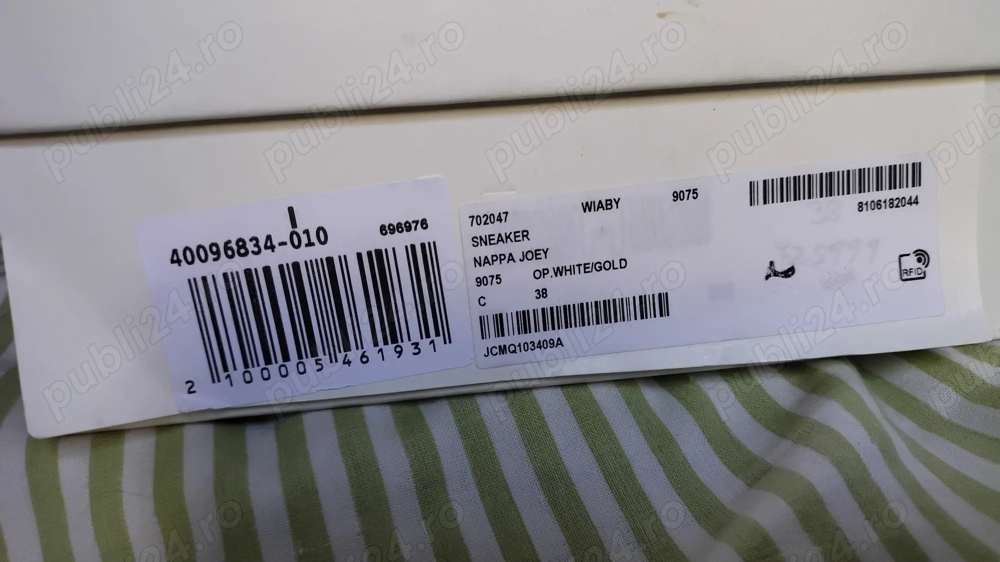 publi24.ro
40096834-010
696976
2 100005 461931
702047 WIABY 9075
SNEAKER
NAPPA JOEY
9075 OP.WHITE/GOLD
C 38
JCMQ103409A
8106182044
RFID